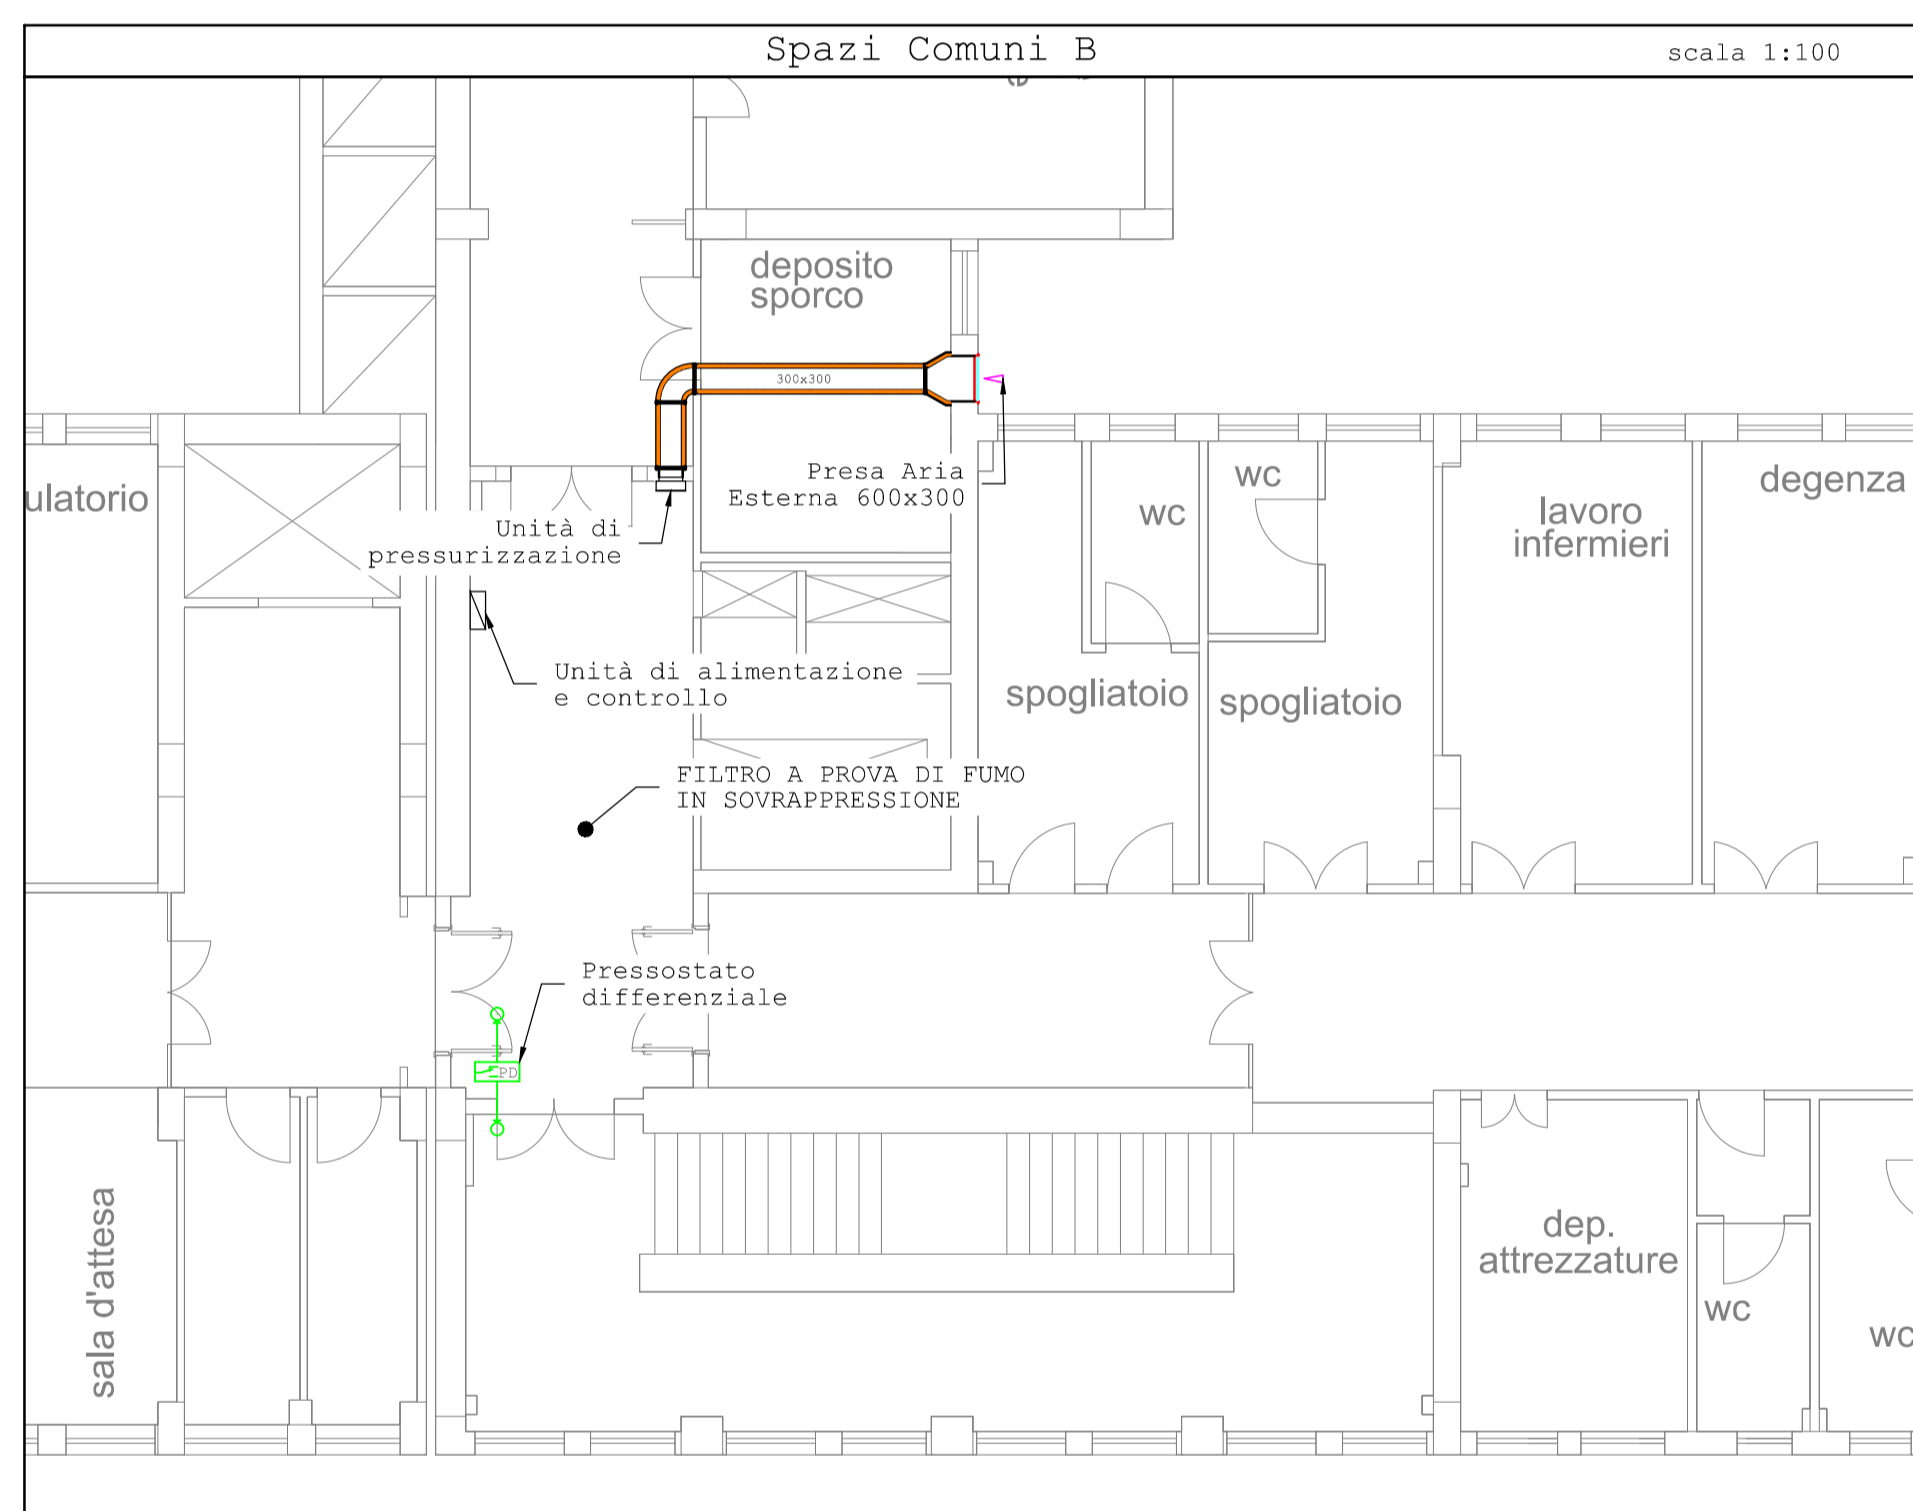 Spazi Comuni B
scala 1:100
deposito
sporco
300x300
Presa Aria
Esterna 600x300
ulatorio
Unità di
pressurizzazione
wc
wc
lavoro
infermieri
degenza
Unità di alimentazione
e controllo
spogliatoio
spogliatoio
FILTRO A PROVA DI FUMO
IN SOVRAPPRESSIONE
Pressostato
differenziale
PD
sala d'attesa
dep.
attrezzature
wc
wc